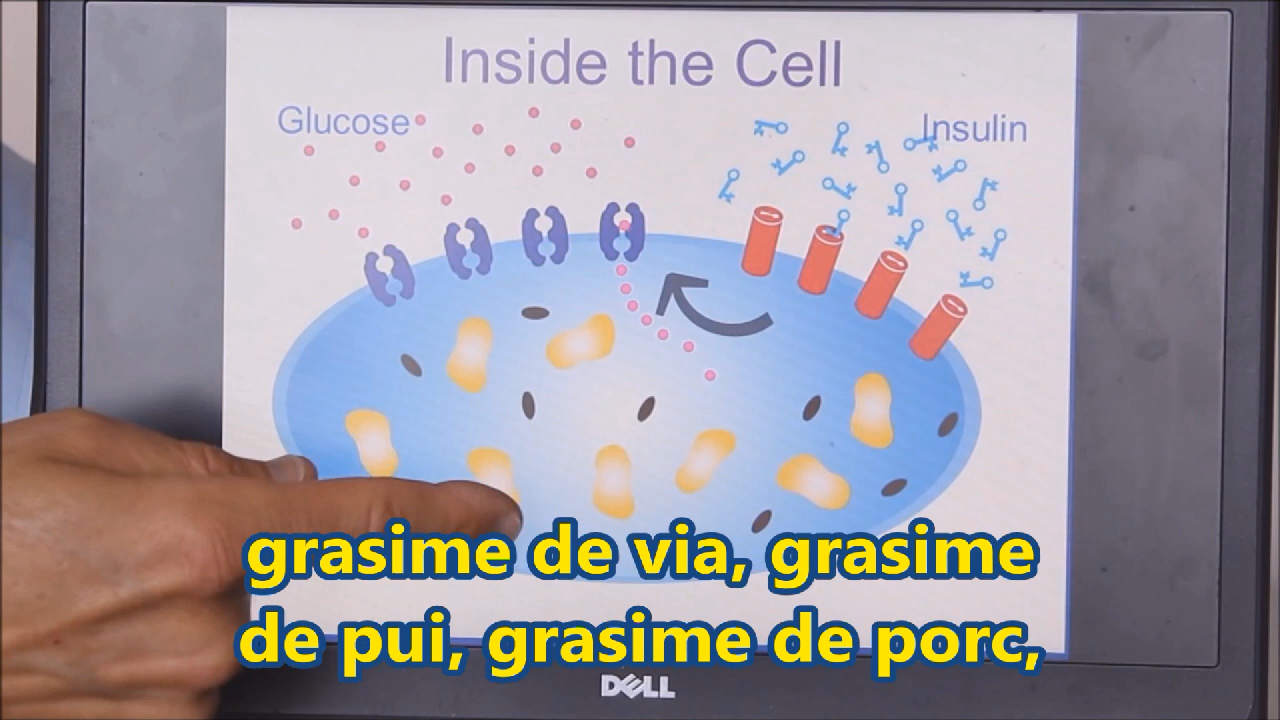 Inside the Cell
Glucose
Insulin
grasime de via, grasime
de pui, grasime de porc,
DELL